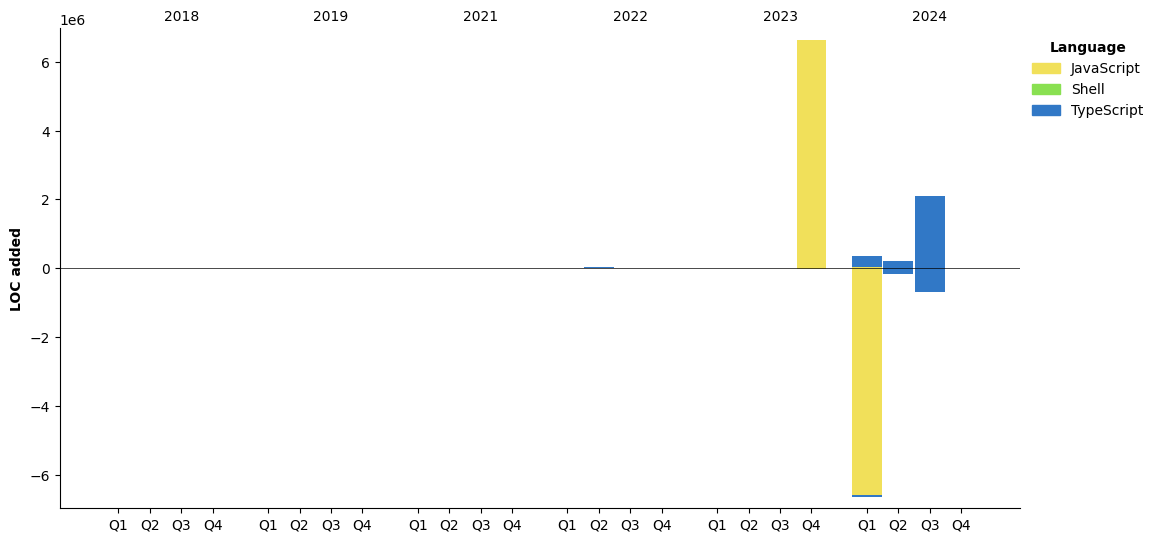 1e6
2018 2019 2021 2022 2023 2024
Language
JavaScript
Shell
TypeScript
LOC added
6
4
2
0
−2
−4
−6
Q1 Q2 Q3 Q4 Q1 Q2 Q3 Q4 Q1 Q2 Q3 Q4 Q1 Q2 Q3 Q4 Q1 Q2 Q3 Q4 Q1 Q2 Q3 Q4